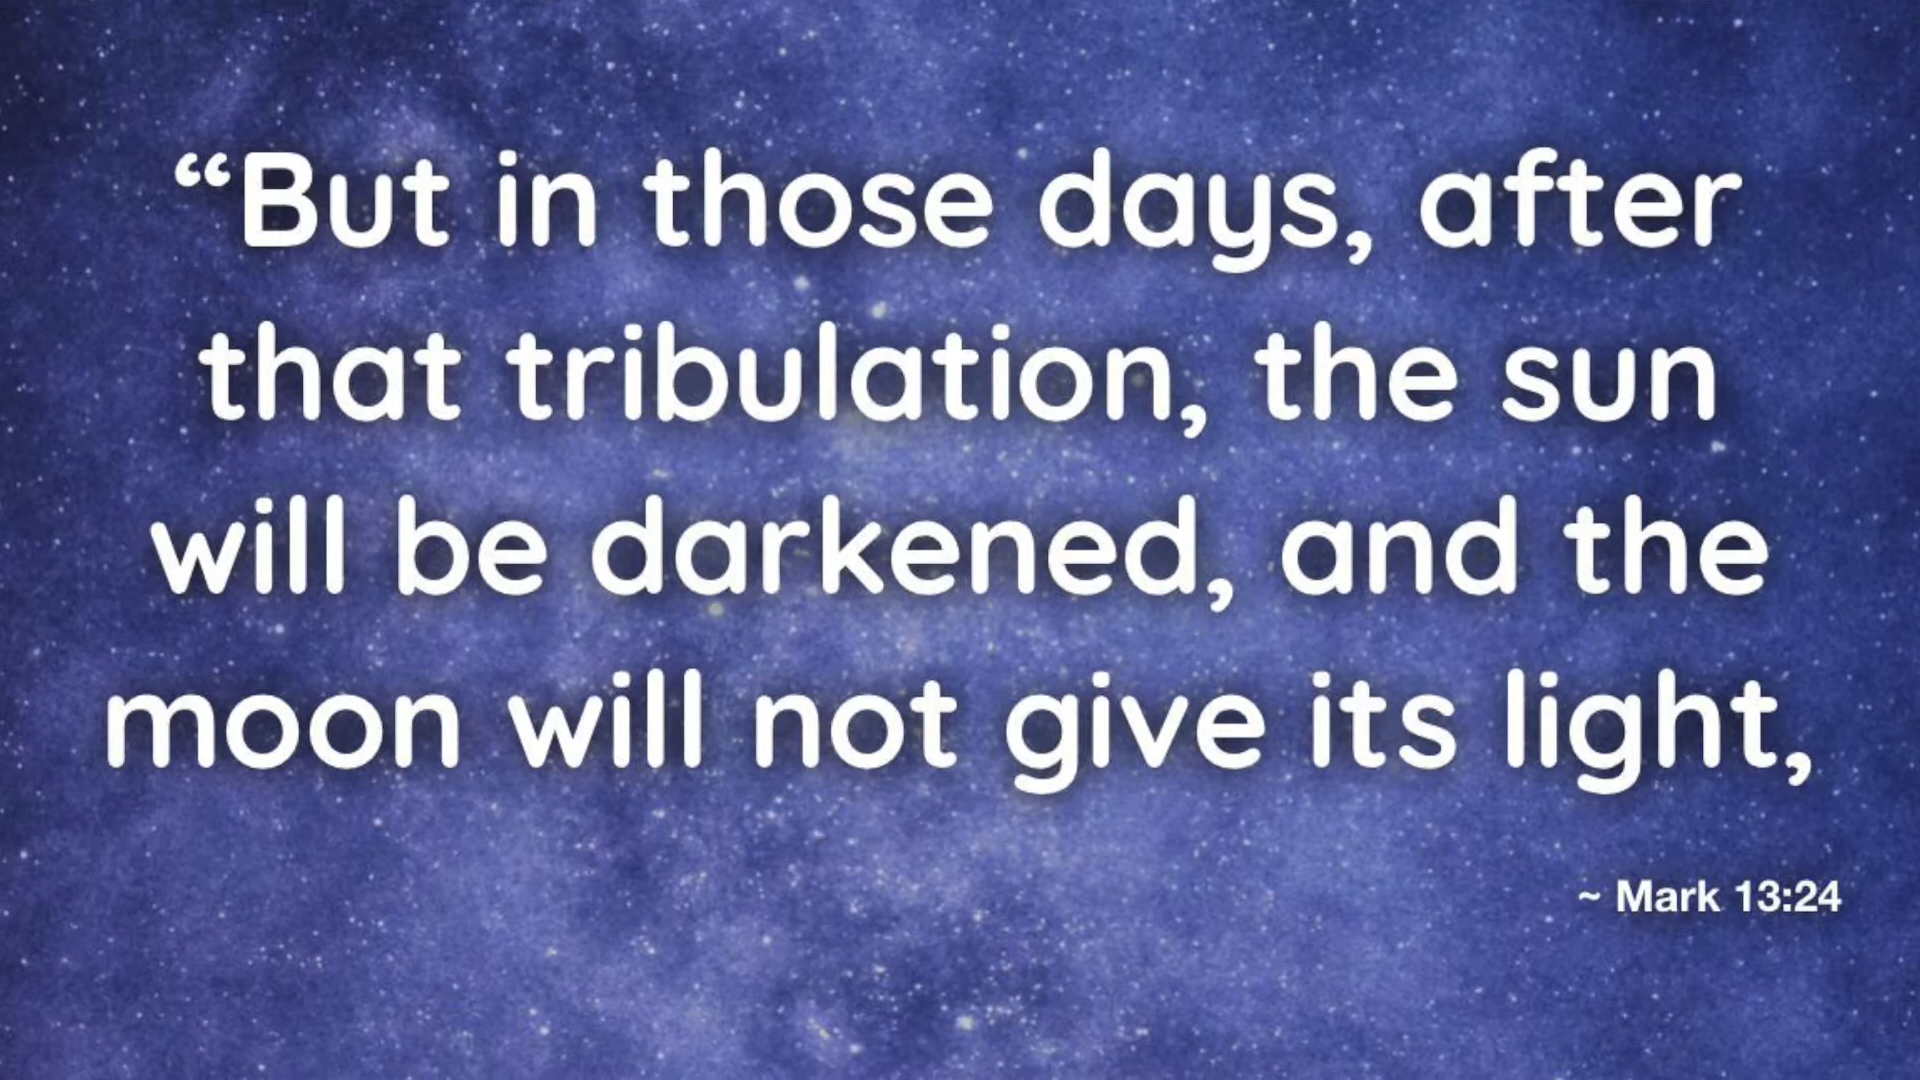 “But in those days, after
that tribulation, the sun
will be darkened, and the
moon will not give its light,
~ Mark 13:24